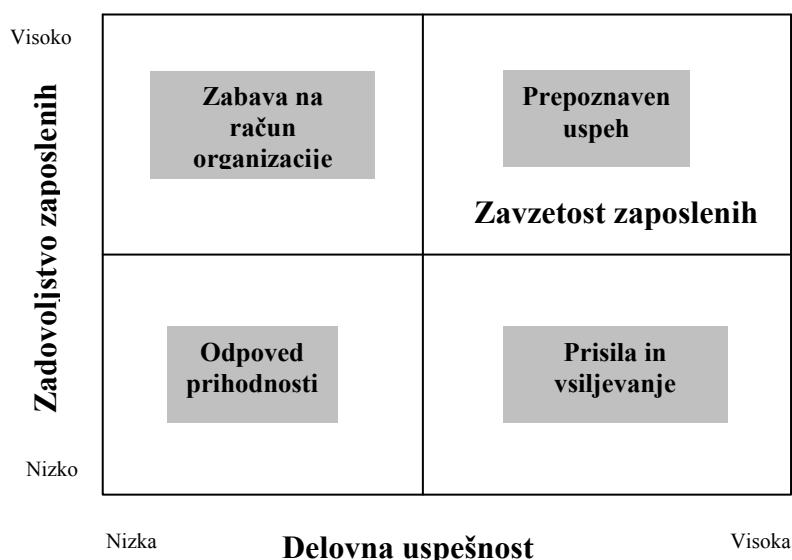 Visoko
Zadovoljstvo zaposlenih
Zabava na
račun
organizacije
Prepoznaven
uspeh
Zavzetost zaposlenih
Odpoved
prihodnosti
Prisila in
vsiljevanje
Nizko
Nizka
Delovna uspešnost
Visoka